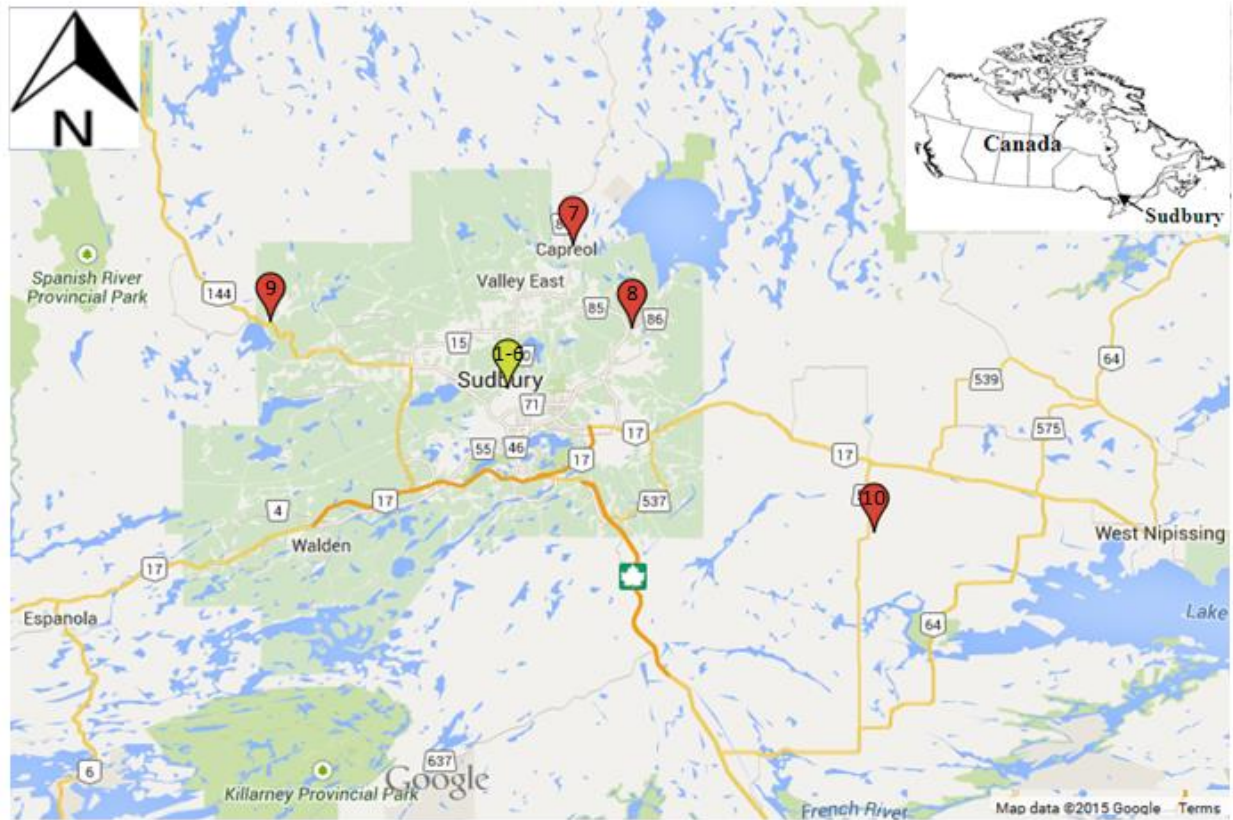 N
Canada
Sudbury
7
8
Capreol
Valley East
Spanish River
Provincial Park
144
9
8
85
86
15
1-6
0
Sudbury
71
64
539
575
17
55
46
17
17
10
537
4
17
Walden
West Nipissing
17
Espanola
64
Lake
6
637
Google
Killarney Provincial Park
French River
Map data ©2015 Google Terms